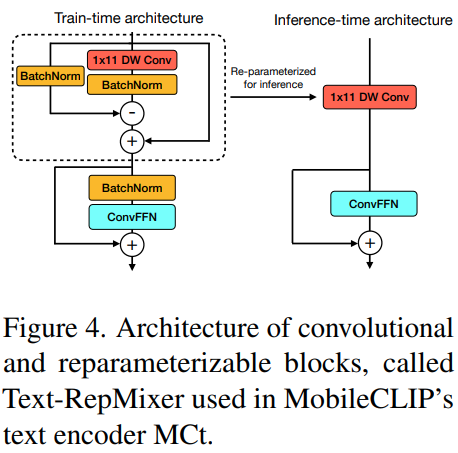 Train-time architecture
Inference-time architecture
1x11 DW Conv
BatchNorm
BatchNorm
-
+
Re-parameterized
for inference
1x11 DW Conv
BatchNorm
ConvFFN
+
ConvFFN
+
Figure 4. Architecture of convolutional
and reparameterizable blocks, called
Text-RepMixer used in MobileCLIP's
text encoder MCt.